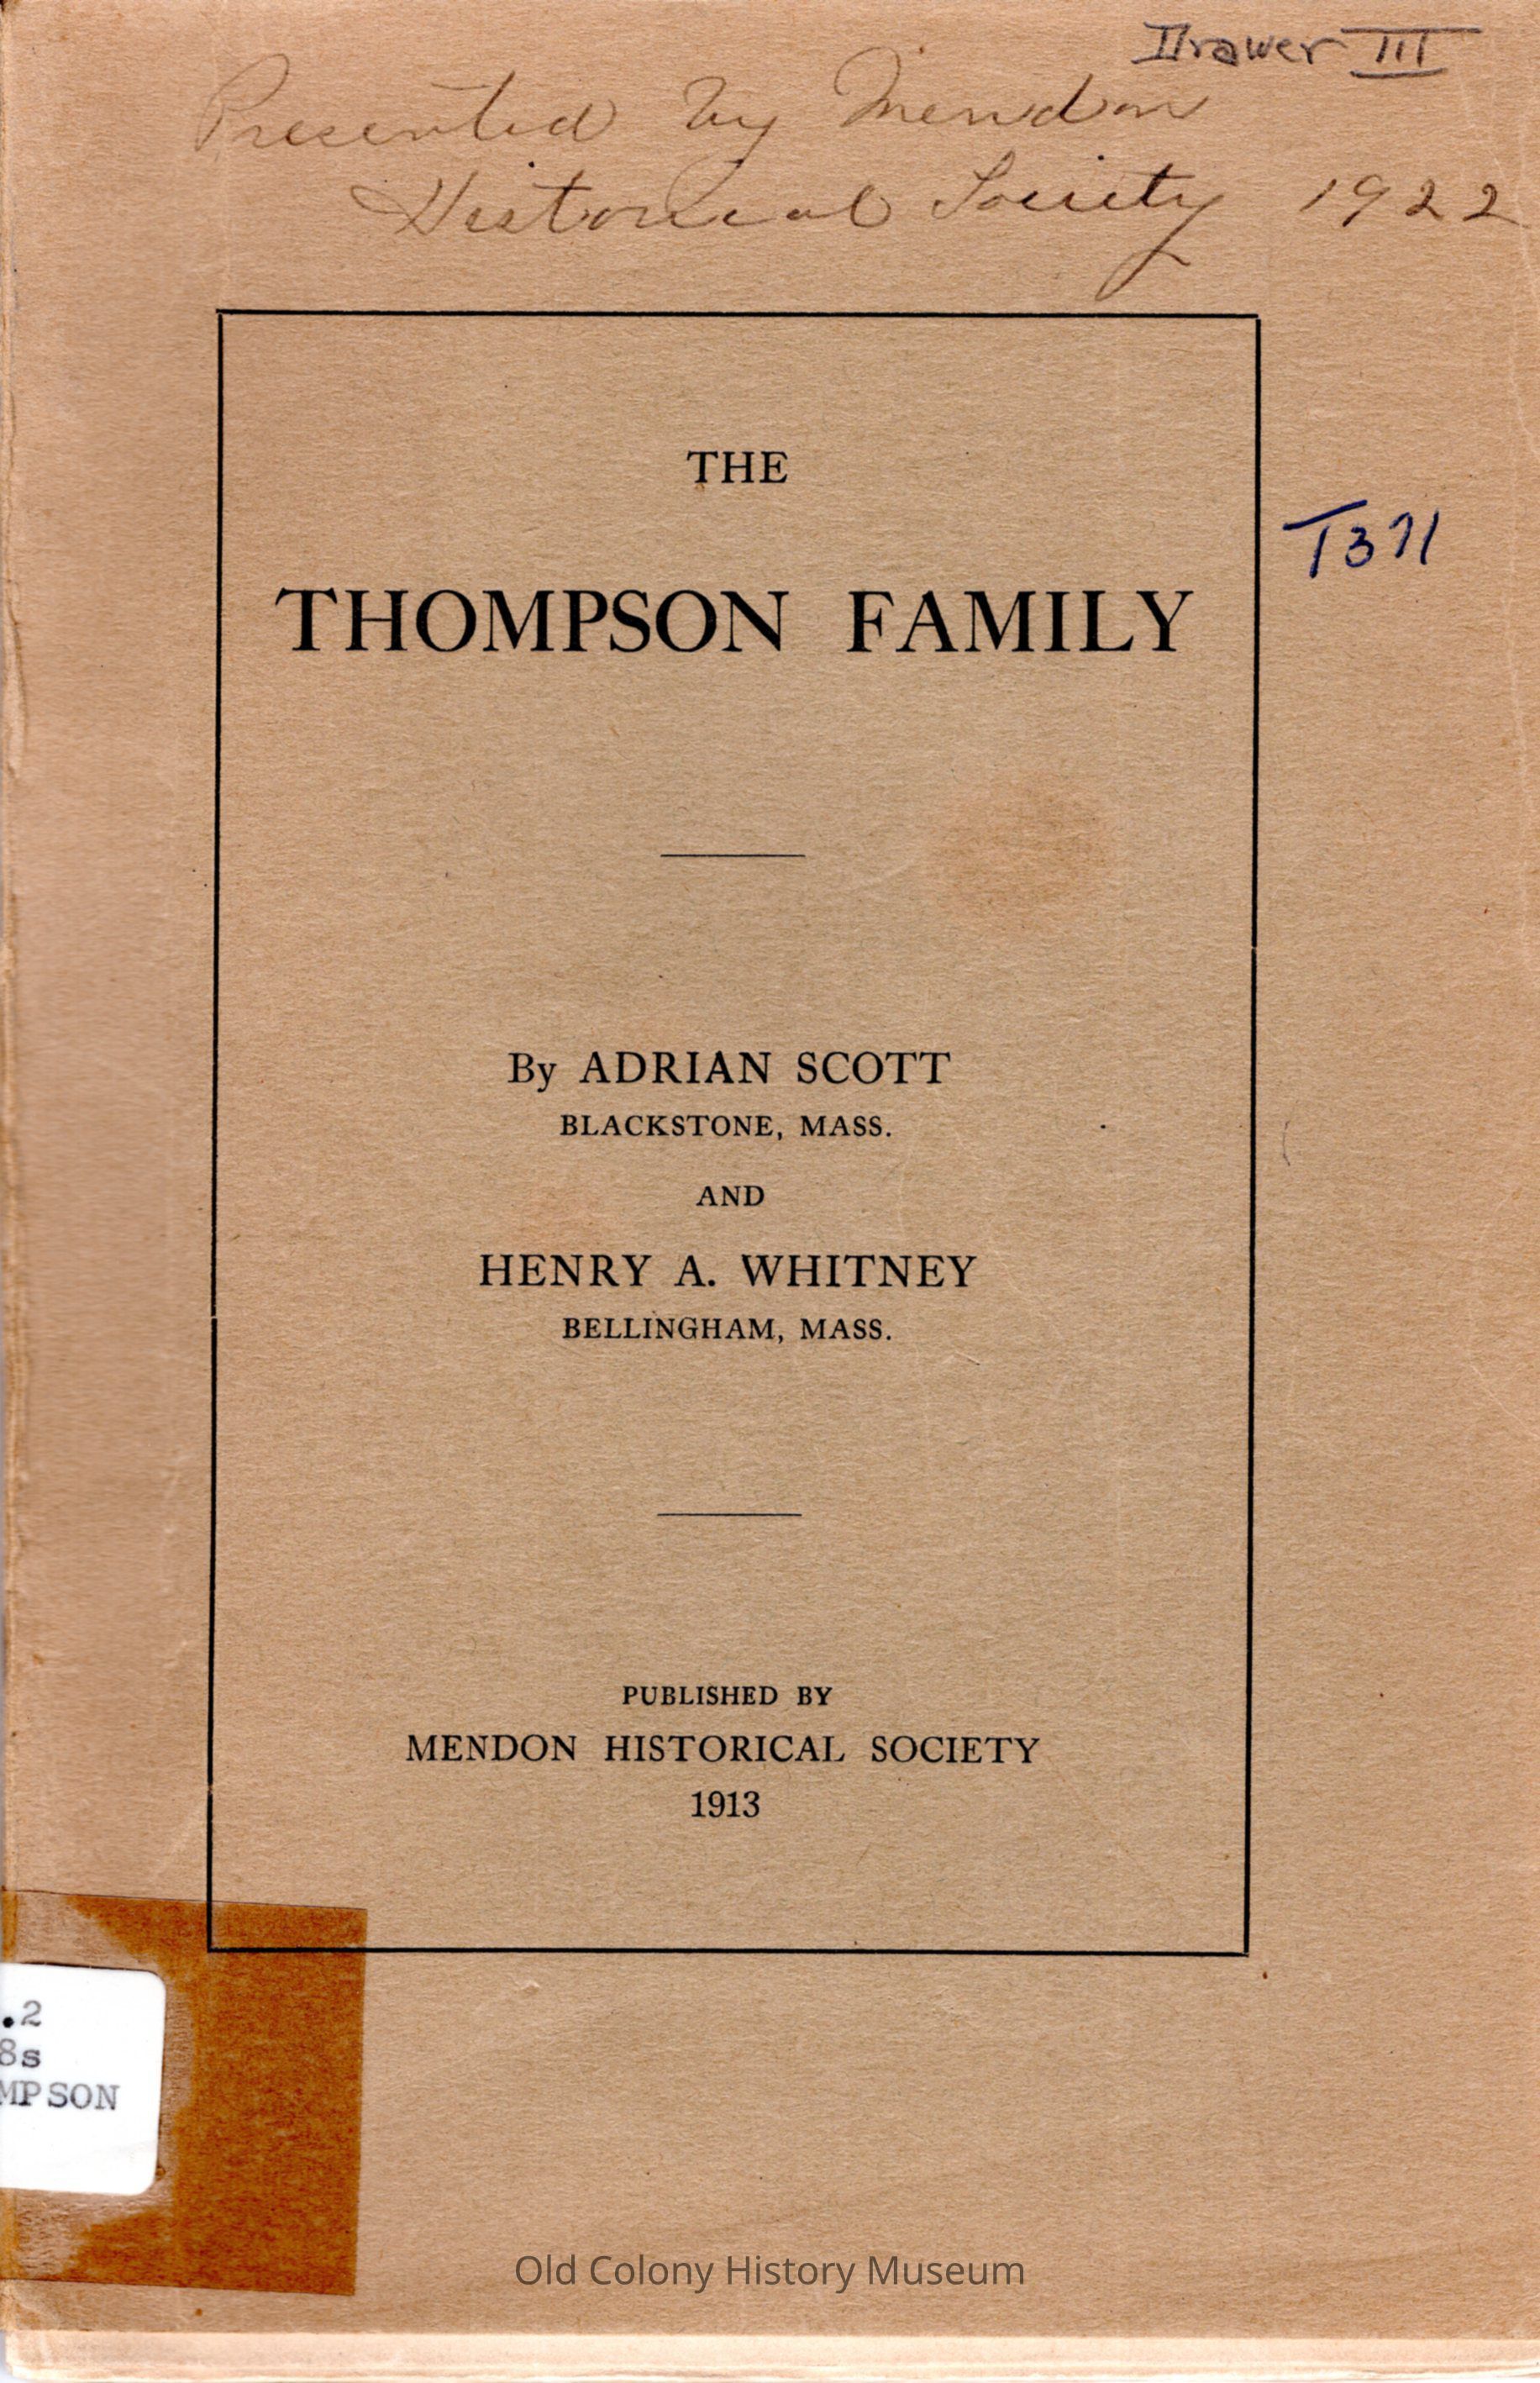 Drawer III
Presented by Mendon
Historical Society 1922
THE
THOMPSON FAMILY
T371
By ADRIAN SCOTT
BLACKSTONE, MASS.
AND
HENRY A. WHITNEY
BELLINGHAM, MASS.
PUBLISHED BY
MENDON HISTORICAL SOCIETY
1913
.2
8s
MPSON
Old Colony History Museum